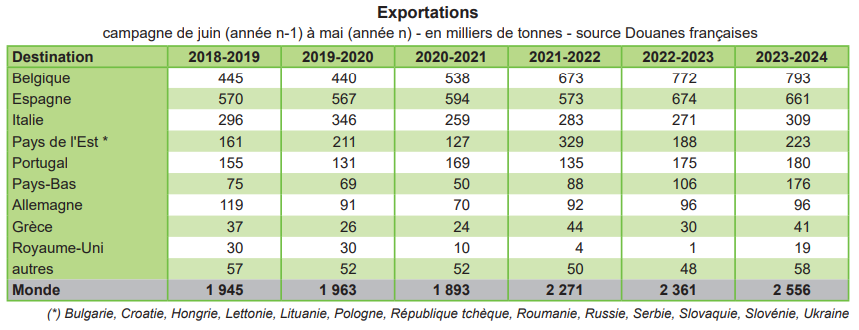 Exportations
campagne de juin (année n-1) à mai (année n) - en milliers de tonnes - source Douanes françaises
Destination 2018-2019 2019-2020 2020-2021 2021-2022 2022-2023 2023-2024
Belgique 445 440 538 673 772 793
Espagne 570 567 594 573 674 661
Italie 296 346 259 283 271 309
Pays de l'Est * 161 211 127 329 188 223
Portugal 155 131 169 135 175 180
Pays-Bas 75 69 50 88 106 176
Allemagne 119 91 70 92 96 96
Grèce 37 26 24 44 30 41
Royaume-Uni 30 30 10 4 1 19
autres 57 52 52 50 48 58
Monde 1 945 1 963 1 893 2 271 2 361 2 556
(*) Bulgarie, Croatie, Hongrie, Lettonie, Lituanie, Pologne, République tchèque, Roumanie, Russie, Serbie, Slovaquie, Slovénie, Ukraine